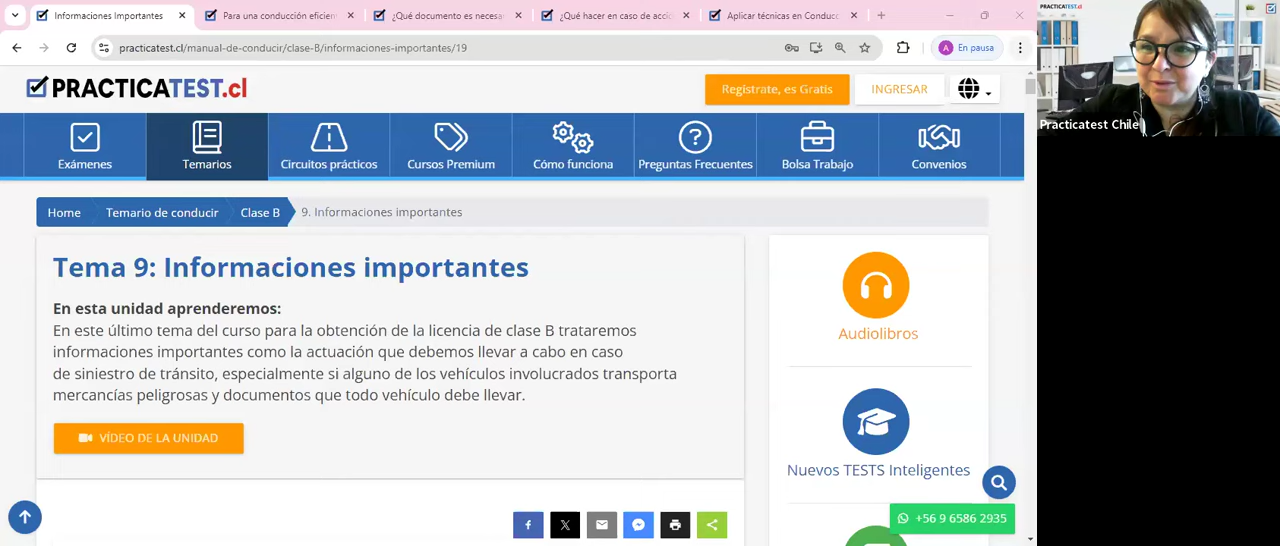 Informaciones Importantes
Para una conducción eficien
¿Qué documento es necesar
¿Qué hacer en caso de acci
Aplicar técnicas en Conduc
practicatest.cl/manual-de-conducir/clase-B/informaciones-importantes/19
A En pausa
PRACTICATEST.cl
Regístrate, es Gratis
INGRESAR
Exámenes
Temarios
Circuitos prácticos
Cursos Premium
Cómo funciona
Preguntas Frecuentes
Bolsa Trabajo
Convenios
Home
Temario de conducir
Clase B
9. Informaciones importantes
Tema 9: Informaciones importantes
En esta unidad aprenderemos:
En este último tema del curso para la obtención de la licencia de clase B trataremos
informaciones importantes como la actuación que debemos llevar a cabo en caso
de siniestro de tránsito, especialmente si alguno de los vehículos involucrados transporta
mercancías peligrosas y documentos que todo vehículo debe llevar.
VÍDEO DE LA UNIDAD
Audiolibros
Nuevos TESTS Inteligentes
+56 9 6586 2935
PRACTICATEST.cl
Practicatest Chile